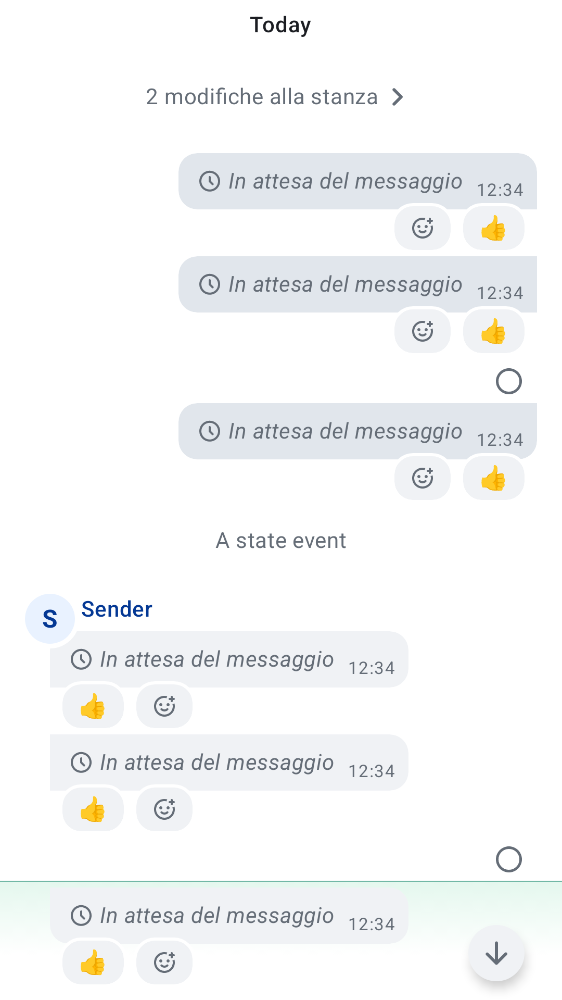 Today
2 modifiche alla stanza
In attesa del messaggio 12:34
In attesa del messaggio 12:34
In attesa del messaggio 12:34
A state event
S Sender
In attesa del messaggio 12:34
In attesa del messaggio 12:34
In attesa del messaggio 12:34